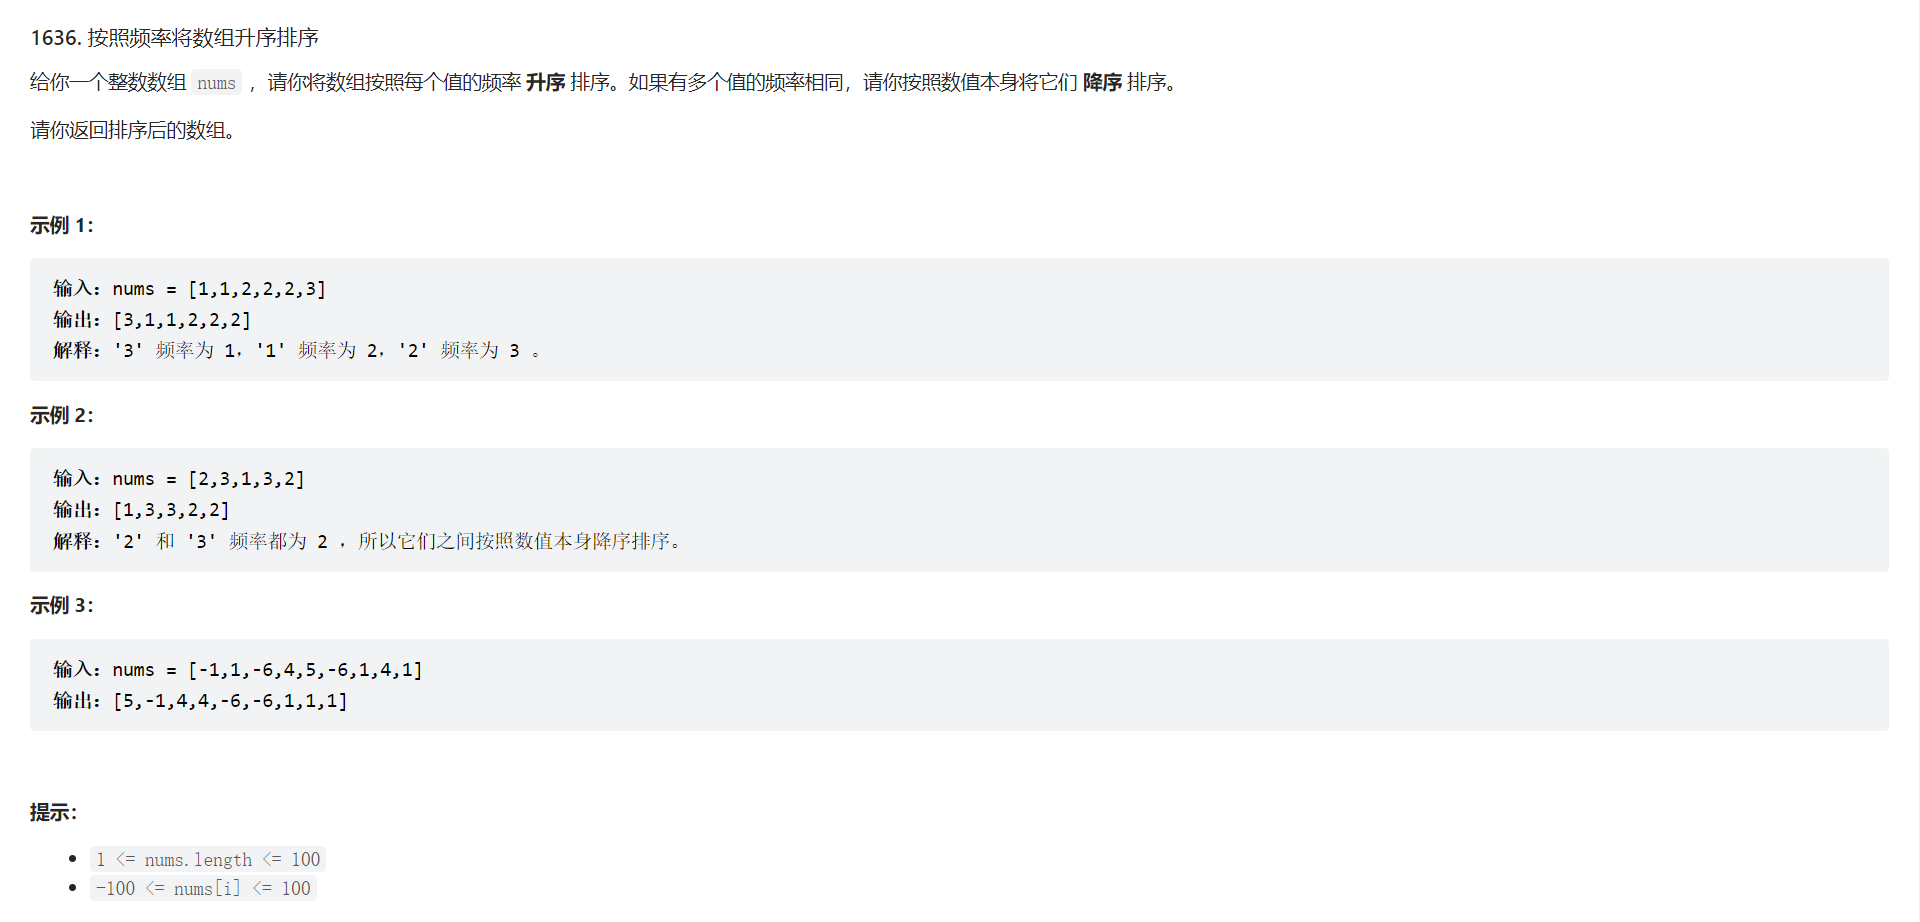 1636. 按照频率将数组升序排序
给你一个整数数组 nums ，请你将数组按照每个值的频率 升序 排序。如果有多个值的频率相同，请你按照数值本身将它们 降序 排序。
请你返回排序后的数组。
示例 1：
输入：nums = [1,1,2,2,2,3]
输出：[3,1,1,2,2,2]
解释：'3' 频率为 1，'1' 频率为 2，'2' 频率为 3 。
示例 2：
输入：nums = [2,3,1,3,2]
输出：[1,3,3,2,2]
解释：'2' 和 '3' 频率都为 2 ，所以它们之间按照数值本身降序排序。
示例 3：
输入：nums = [-1,1,-6,4,5,-6,1,4,1]
输出：[5,-1,4,4,-6,-6,1,1,1]
提示：
1 <= nums.length <= 100
-100 <= nums[i] <= 100